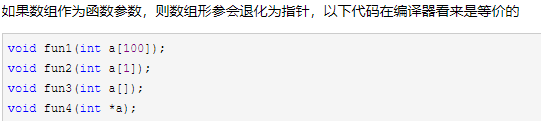 如果数组作为函数参数，则数组形参会退化为指针，以下代码在编译器看来是等价的
void fun1(int a[100]);
void fun2(int a[1]);
void fun3(int a[]);
void fun4(int *a);